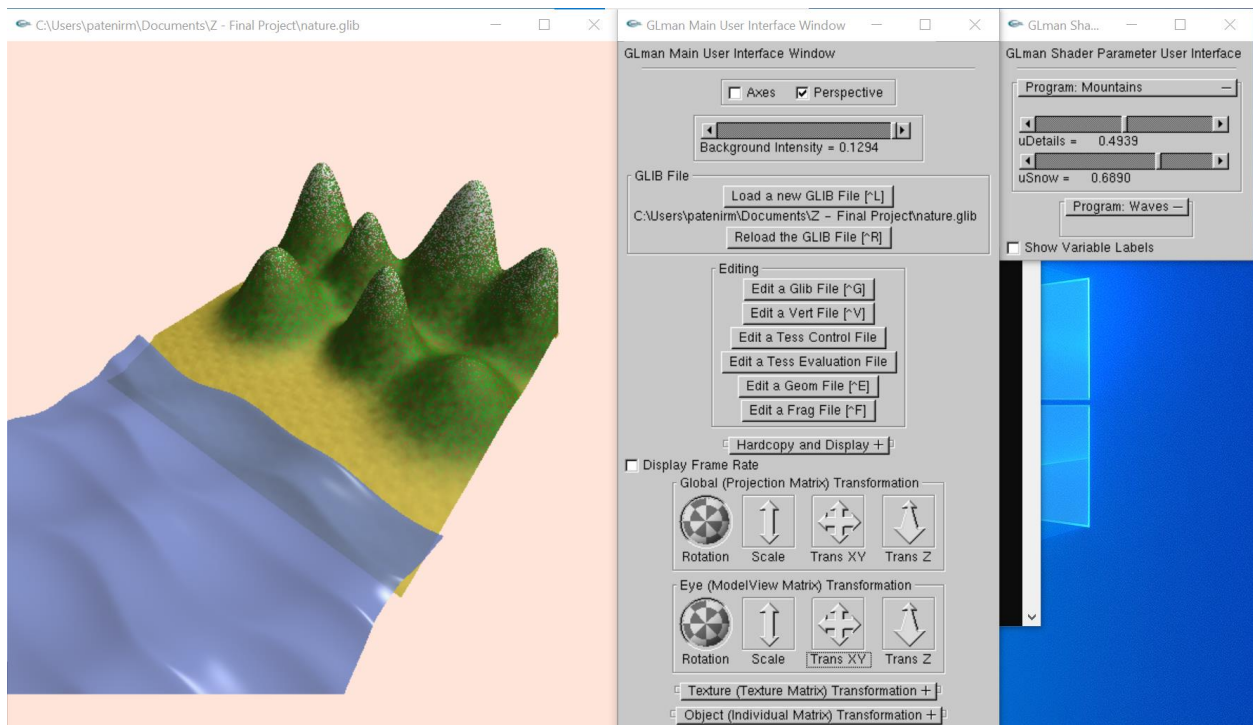 C:\Users\patenirm\Documents\Z - Final Project\nature.glib
GLman Main User Interface Window
GLman Sha...
GLman Main User Interface Window
Axes Perspective
Background Intensity = 0.1294
GLIB File
Load a new GLIB File [^L]
C:\Users\patenirm\Documents\Z - Final Project\nature.glib
Reload the GLIB File [^R]
Editing
Edit a Glib File [^G]
Edit a Vert File [^V]
Edit a Tess Control File
Edit a Tess Evaluation File
Edit a Geom File [^E]
Edit a Frag File [^F]
Hardcopy and Display +
Display Frame Rate
Global (Projection Matrix) Transformation
Rotation Scale Trans XY Trans Z
Eye (ModelView Matrix) Transformation
Rotation Scale Trans XY Trans Z
Texture (Texture Matrix) Transformation +
Object (Individual Matrix) Transformation +
GLman Shader Parameter User Interface
Program: Mountains −
uDetails = 0.4939
uSnow = 0.6890
Program: Waves −
Show Variable Labels